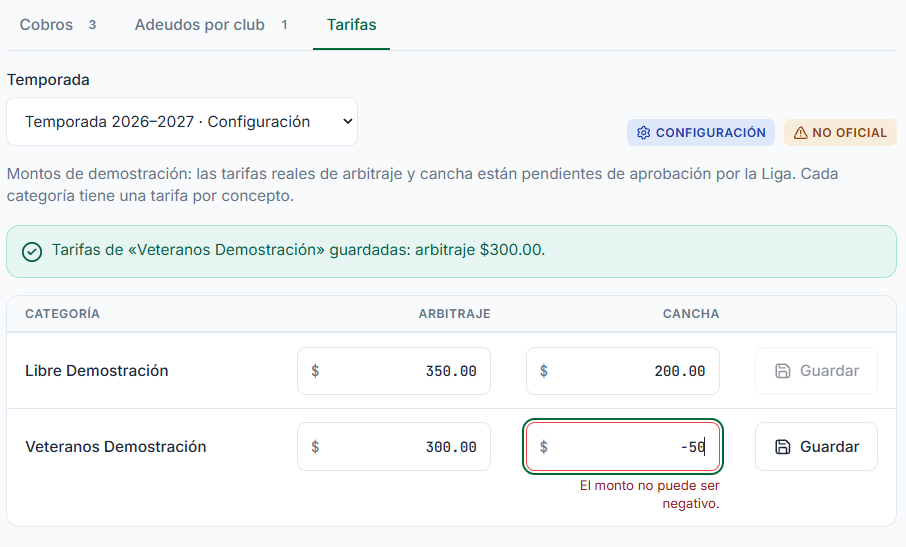 Cobros 3 Adeudos por club 1 Tarifas
Temporada
Temporada 2026–2027 · Configuración
CONFIGURACIÓN NO OFICIAL
Montos de demostración: las tarifas reales de arbitraje y cancha están pendientes de aprobación por la Liga. Cada
categoría tiene una tarifa por concepto.
Tarifas de «Veteranos Demostración» guardadas: arbitraje $300.00.
CATEGORÍA ARBITRAJE CANCHA
Libre Demostración $ 350.00 $ 200.00 Guardar
Veteranos Demostración $ 300.00 $ -50 Guardar
El monto no puede ser
negativo.